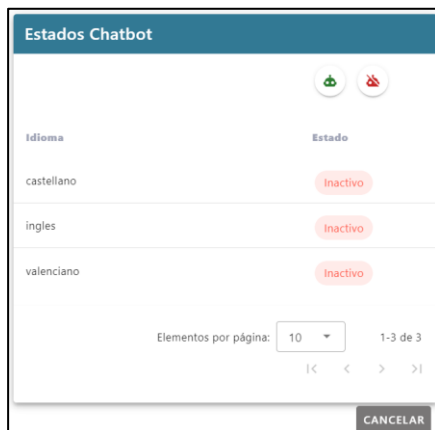 Estados Chatbot
Idioma Estado
castellano Inactivo
ingles Inactivo
valenciano Inactivo
Elementos por página: 10 1-3 de 3
CANCELAR